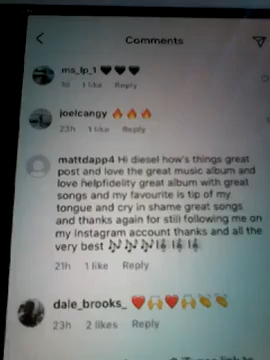 Comments
ms_lp_1 🖤🖤🖤
1 like Reply
joelcangy 🔥🔥🔥
23h 1 like Reply
mattdapp4 Hi diesel how's things great
post and love the great music album and
love helpfidelity great album with great
songs and my favourite is tip of my
tongue and cry in shame great songs
and thanks again for still following me on
my Instagram account thanks and all the
very best 🎶🎶🎶🎼🎼🎼
21h 1 like Reply
dale_brooks_ ❤️🙌❤️🙌👏👏
23h 2 likes Reply